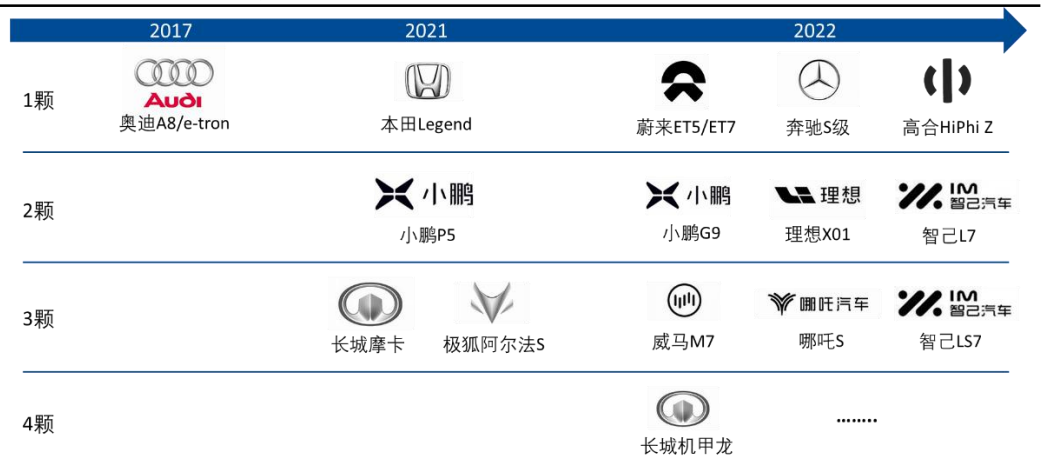 2017 2021 2022
1颗
Audi
奥迪A8/e-tron 本田Legend 蔚来ET5/ET7 奔驰S级 高合HiPhi Z
2颗
小鹏 小鹏 理想 IM 智己汽车
小鹏P5 小鹏G9 理想X01 智己L7
3颗
哪吒汽车 IM 智己汽车
长城摩卡 极狐阿尔法S 威马M7 哪吒S 智己LS7
4颗
........
长城机甲龙